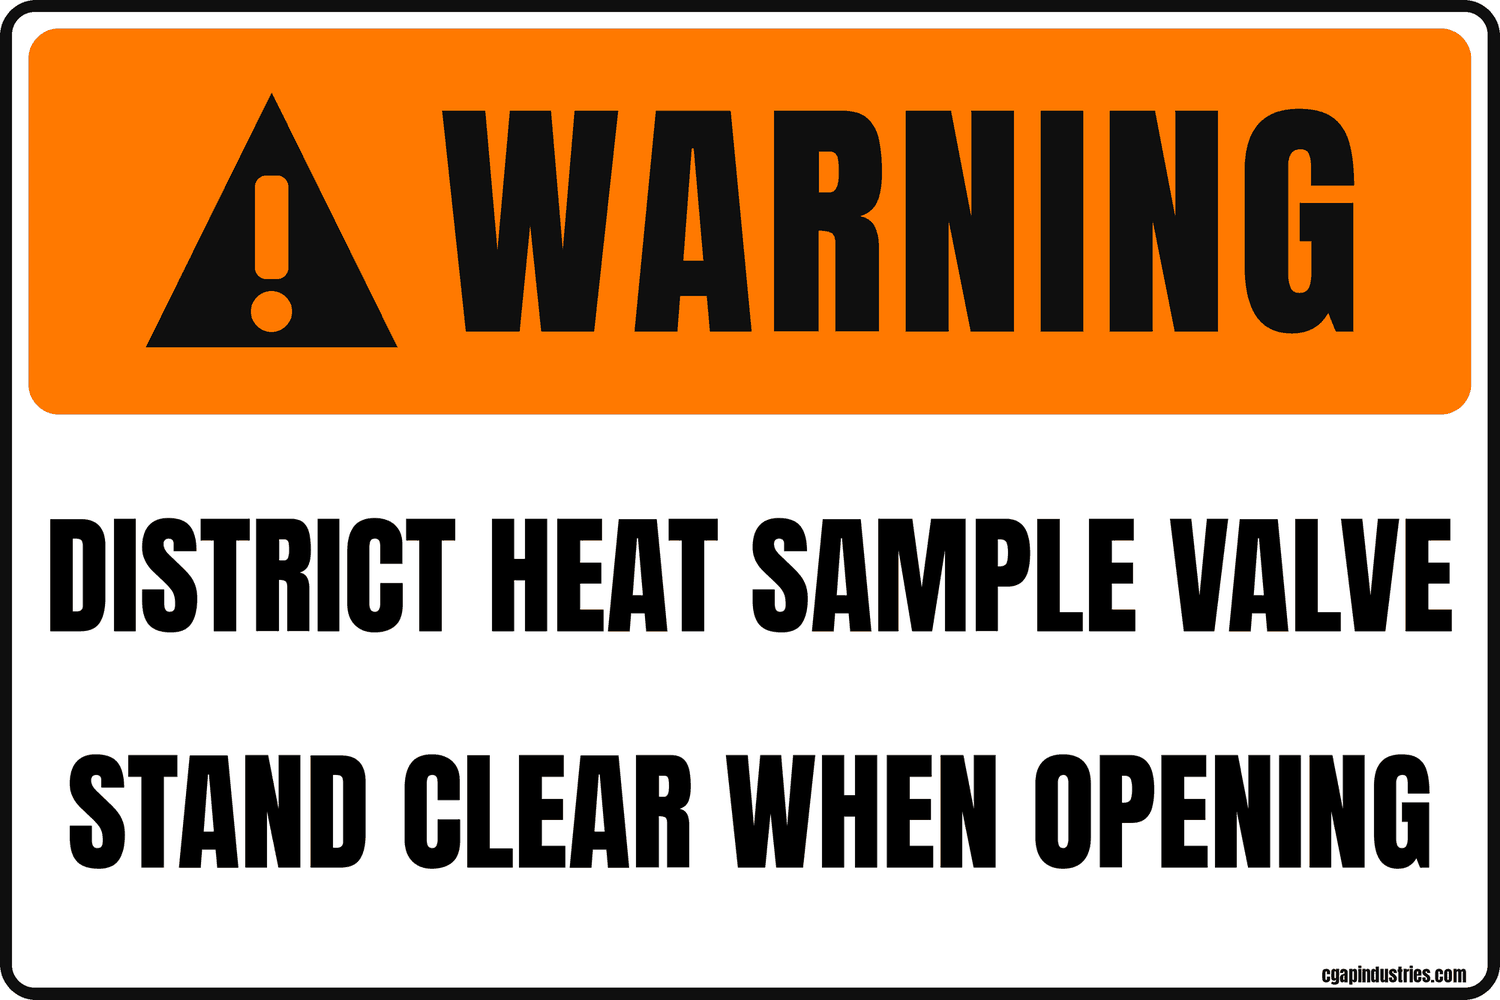 WARNING
DISTRICT HEAT SAMPLE VALVE
STAND CLEAR WHEN OPENING
cgapindustries.com